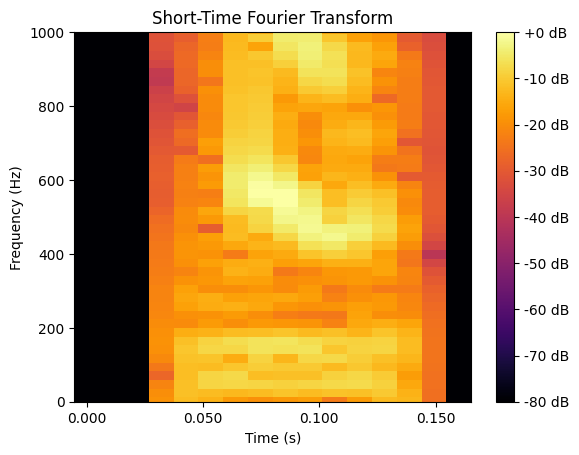 Short-Time Fourier Transform
Frequency (Hz)
1000
800
600
400
200
0
0.000
0.050
0.100
0.150
Time (s)
+0 dB
-10 dB
-20 dB
-30 dB
-40 dB
-50 dB
-60 dB
-70 dB
-80 dB